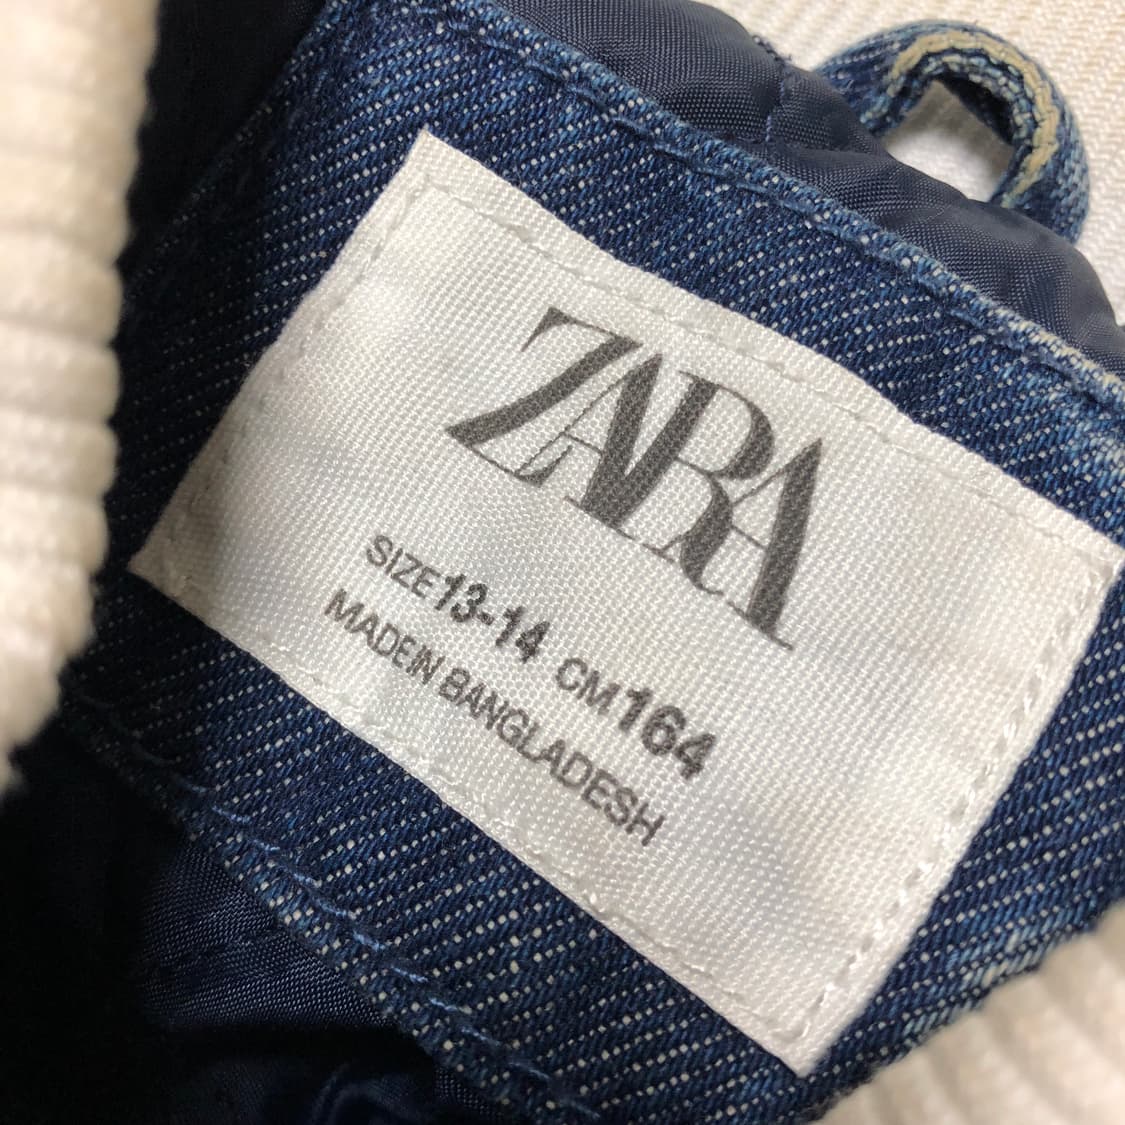 ZARA
SIZE 13-14 CM 164
MADE IN BANGLADESH